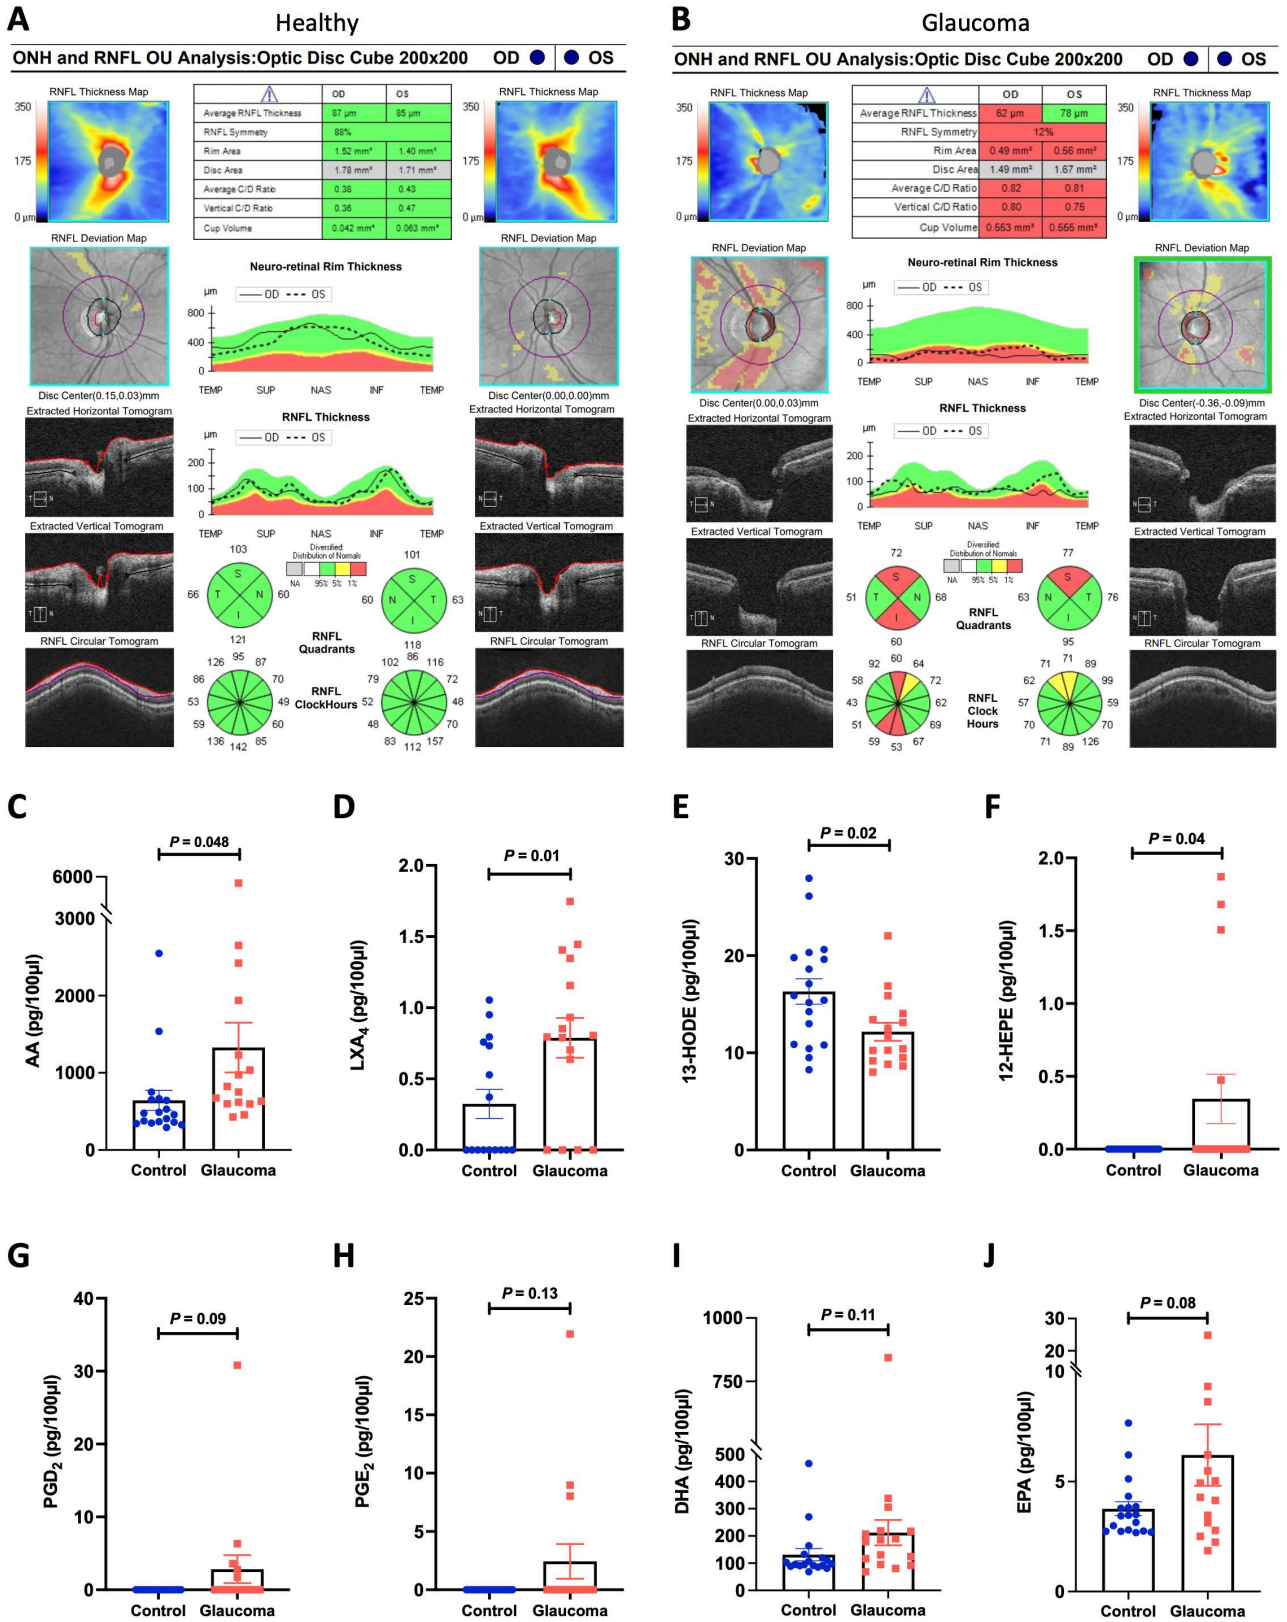 A Healthy
ONH and RNFL OU Analysis:Optic Disc Cube 200x200 OD OS
RNFL Thickness Map
350
175
0 µm
OD OS
Average RNFL Thickness 87 µm 85 µm
RNFL Symmetry 88%
Rim Area 1.52 mm² 1.40 mm²
Disc Area 1.78 mm² 1.71 mm²
Average C/D Ratio 0.38 0.43
Vertical C/D Ratio 0.36 0.47
Cup Volume 0.042 mm³ 0.063 mm³
RNFL Thickness Map
350
175
0 µm
RNFL Deviation Map
Disc Center(0.15,0.03)mm
Neuro-retinal Rim Thickness
µm OD OS
800
400
0
TEMP SUP NAS INF TEMP
RNFL Deviation Map
Disc Center(0.00,0.00)mm
Extracted Horizontal Tomogram
T N
RNFL Thickness
µm OD OS
200
100
0
TEMP SUP NAS INF TEMP
Extracted Horizontal Tomogram
N T
Extracted Vertical Tomogram
T N
Diversified:
Distribution of Normals
NA 95% 5% 1%
103
66 S T N I 60
121
RNFL
Quadrants
101
60 S N T I 63
118
Extracted Vertical Tomogram
N T
RNFL Circular Tomogram
126 95 87
86 70
53 49
59 60
136 142 85
RNFL
ClockHours
102 86 116
79 72
52 48
48 70
83 112 157
RNFL Circular Tomogram
B Glaucoma
ONH and RNFL OU Analysis:Optic Disc Cube 200x200 OD OS
RNFL Thickness Map
350
175
0 µm
OD OS
Average RNFL Thickness 62 µm 78 µm
RNFL Symmetry 12%
Rim Area 0.49 mm² 0.56 mm²
Disc Area 1.49 mm² 1.67 mm²
Average C/D Ratio 0.82 0.81
Vertical C/D Ratio 0.80 0.75
Cup Volume 0.553 mm³ 0.555 mm³
RNFL Thickness Map
350
175
0 µm
RNFL Deviation Map
Disc Center(0.00,0.03)mm
Neuro-retinal Rim Thickness
µm OD OS
800
400
0
TEMP SUP NAS INF TEMP
RNFL Deviation Map
Disc Center(-0.36,-0.09)mm
Extracted Horizontal Tomogram
T N
RNFL Thickness
µm OD OS
200
100
0
TEMP SUP NAS INF TEMP
Extracted Horizontal Tomogram
N T
Extracted Vertical Tomogram
T N
Diversified:
Distribution of Normals
NA 95% 5% 1%
72
51 S T N I 68
60
RNFL
Quadrants
77
63 S N T I 76
95
Extracted Vertical Tomogram
N T
RNFL Circular Tomogram
92 60 64
58 72
43 62
51 69
59 53 67
RNFL
Clock
Hours
71 71 89
62 99
57 59
70 70
71 89 126
RNFL Circular Tomogram
C
P = 0.048
AA (pg/100µl)
6000
3000
2000
1000
0
Control Glaucoma
D
P = 0.01
LXA₄ (pg/100µl)
2.0
1.5
1.0
0.5
0.0
Control Glaucoma
E
P = 0.02
13-HODE (pg/100µl)
30
20
10
0
Control Glaucoma
F
P = 0.04
12-HEPE (pg/100µl)
2.0
1.5
1.0
0.5
0.0
Control Glaucoma
G
P = 0.09
PGD₂ (pg/100µl)
40
30
20
10
0
Control Glaucoma
H
P = 0.13
PGE₂ (pg/100µl)
25
20
15
10
5
0
Control Glaucoma
I
P = 0.11
DHA (pg/100µl)
1000
750
500
400
300
200
100
0
Control Glaucoma
J
P = 0.08
EPA (pg/100µl)
30
20
10
5
0
Control Glaucoma